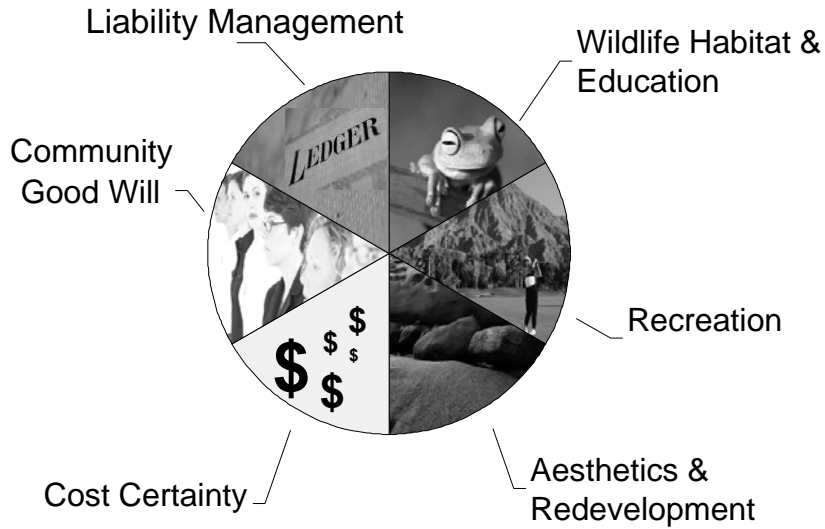 Liability Management
Wildlife Habitat &
Education
LEDGER
Community
Good Will
Recreation
$ $ $ $ $
Cost Certainty
Aesthetics &
Redevelopment